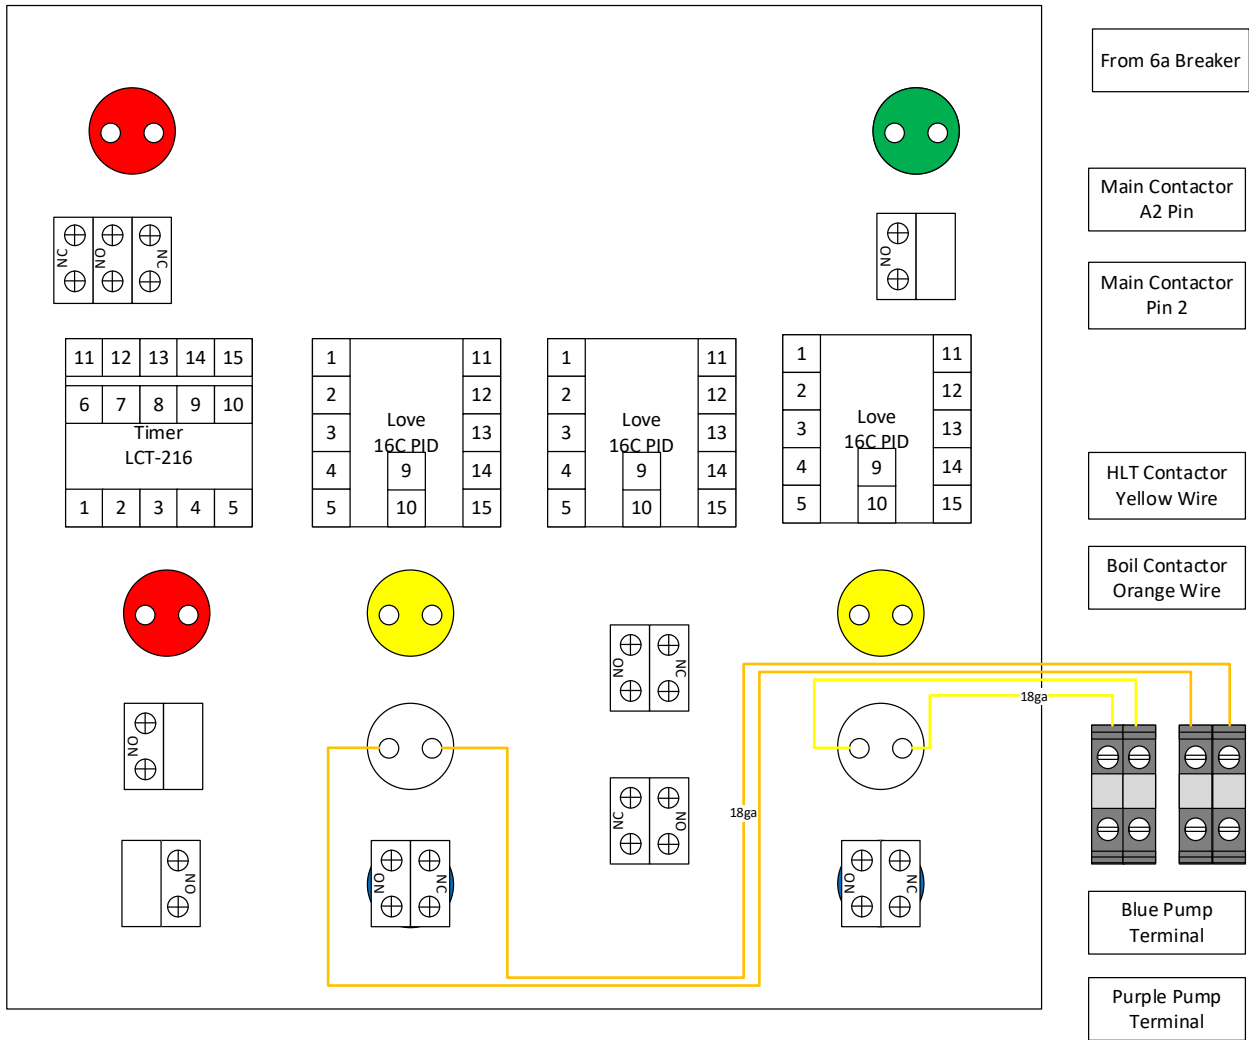 From 6a Breaker
Main Contactor
A2 Pin
NC
NO
NC
NO
Main Contactor
Pin 2
11 12 13 14 15
6 7 8 9 10
Timer
LCT-216
1 2 3 4 5
1
2
3
4
5
Love
16C PID
9
10
11
12
13
14
15
1
2
3
4
5
Love
16C PID
9
10
11
12
13
14
15
1
2
3
4
5
Love
16C PID
9
10
11
12
13
14
15
HLT Contactor
Yellow Wire
Boil Contactor
Orange Wire
NO
NC
18ga
NO
18ga
NC
NO
NO
NO
NC
NO
NC
Blue Pump
Terminal
Purple Pump
Terminal